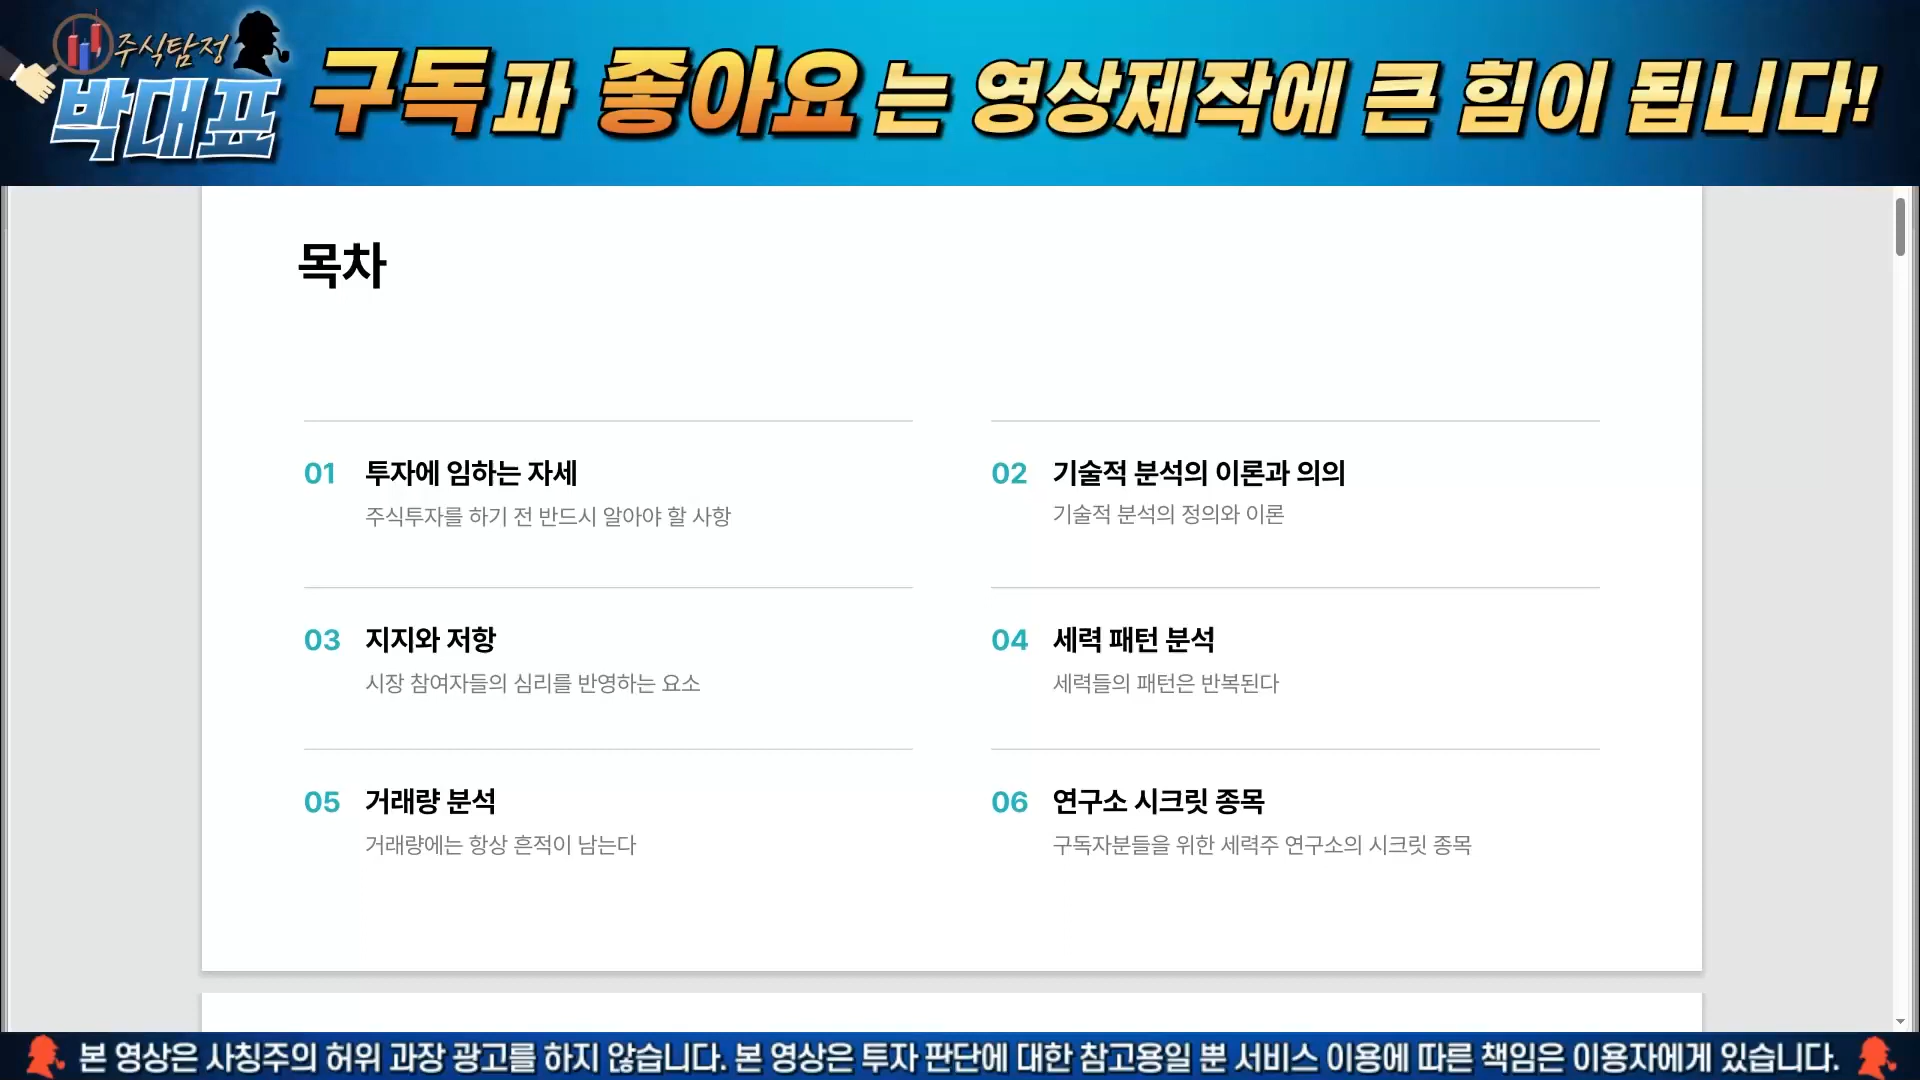 주식탐정
박대표
구독과 좋아요는 영상제작에 큰 힘이 됩니다!
목차
01 투자에 임하는 자세
주식투자를 하기 전 반드시 알아야 할 사항
02 기술적 분석의 이론과 의의
기술적 분석의 정의와 이론
03 지지와 저항
시장 참여자들의 심리를 반영하는 요소
04 세력 패턴 분석
세력들의 패턴은 반복된다
05 거래량 분석
거래량에는 항상 흔적이 남는다
06 연구소 시크릿 종목
구독자분들을 위한 세력주 연구소의 시크릿 종목
본 영상은 사칭주의 허위 과장 광고를 하지 않습니다. 본 영상은 투자 판단에 대한 참고용일 뿐 서비스 이용에 따른 책임은 이용자에게 있습니다.